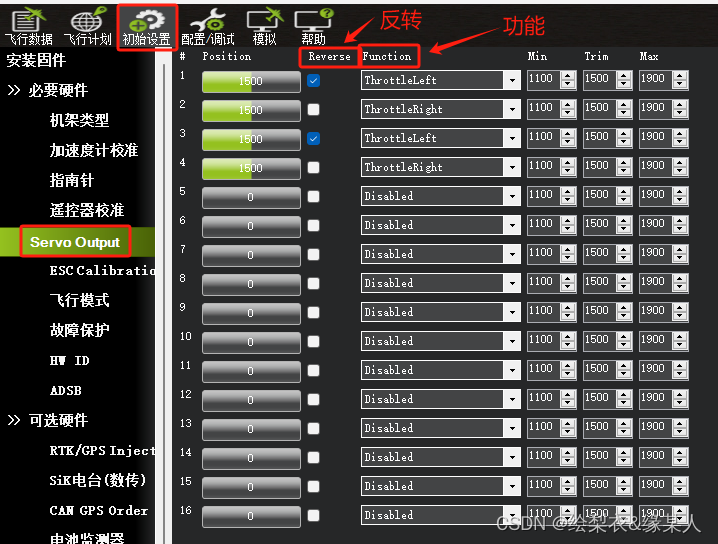 反转
功能
飞行数据 飞行计划 初始设置 配置/调试 模拟 帮助
安装固件
>> 必要硬件
机架类型
加速度计校准
指南针
遥控器校准
Servo Output
ESC Calibratio
飞行模式
故障保护
HW ID
ADSB
>> 可选硬件
RTK/GPS Inject
SiK电台(数传)
CAN GPS Order
电池监测器
# Position Reverse Function Min Trim Max
1 1500 ThrottleLeft 1100 1500 1900
2 1500 ThrottleRight 1100 1500 1900
3 1500 ThrottleLeft 1100 1500 1900
4 1500 ThrottleRight 1100 1500 1900
5 0 Disabled 1100 1500 1900
6 0 Disabled 1100 1500 1900
7 0 Disabled 1100 1500 1900
8 0 Disabled 1100 1500 1900
9 0 Disabled 1100 1500 1900
10 0 Disabled 1100 1500 1900
11 0 Disabled 1100 1500 1900
12 0 Disabled 1100 1500 1900
13 0 Disabled 1100 1500 1900
14 0 Disabled 1100 1500 1900
15 0 Disabled 1100 1500 1900
16 0 Disabled 1100 1500 1900
CSDN @绘梨衣&缘某人